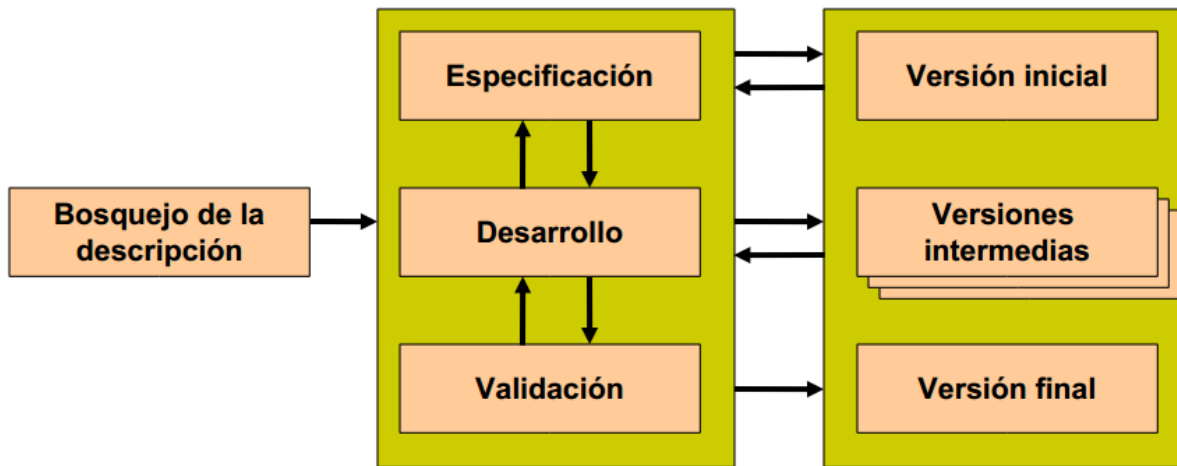 Especificación
Versión inicial
Bosquejo de la
descripción
Desarrollo
Versiones
intermedias
Validación
Versión final